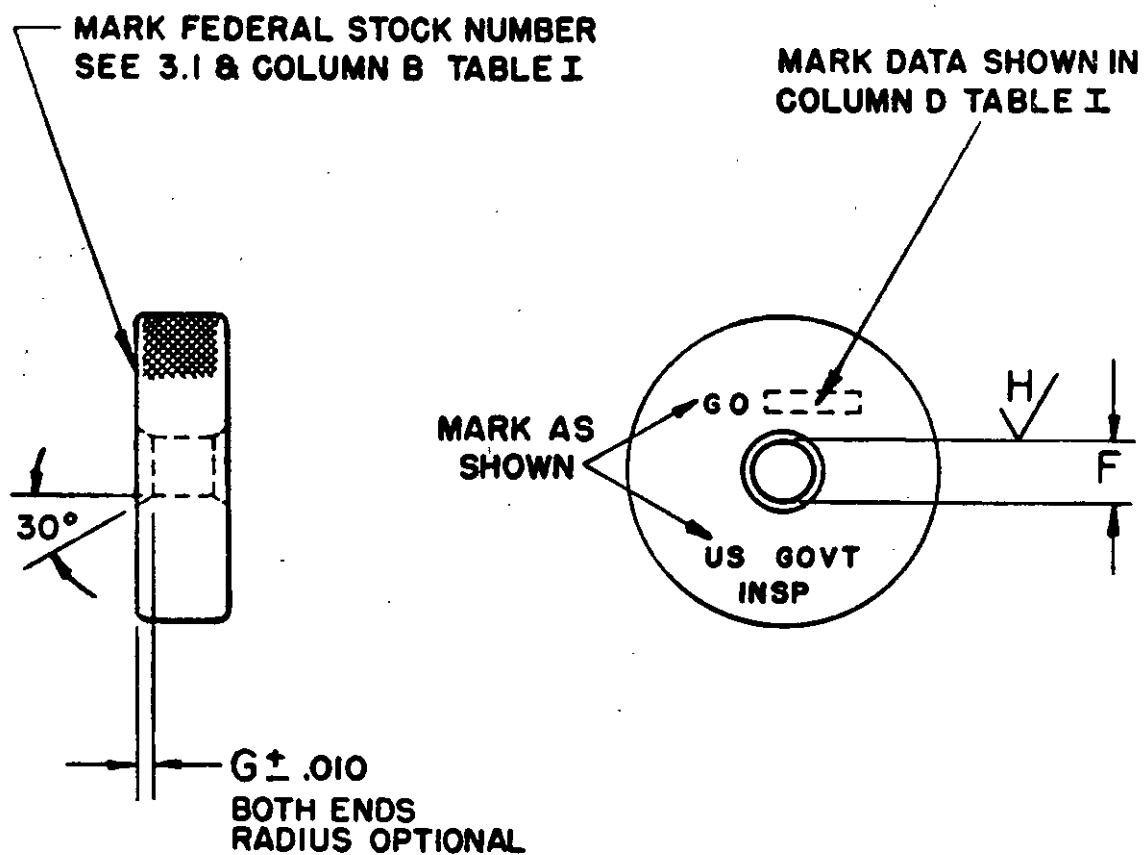 MARK FEDERAL STOCK NUMBER
SEE 3.1 & COLUMN B TABLE I
MARK DATA SHOWN IN
COLUMN D TABLE I
GO
H
MARK AS
SHOWN
F
30°
US GOVT
INSP
G ± .010
BOTH ENDS
RADIUS OPTIONAL